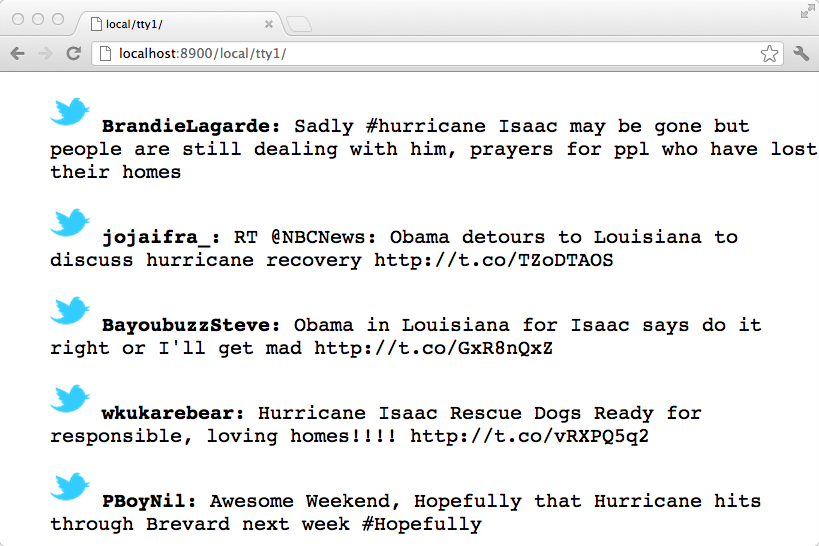 local/tty1/
localhost:8900/local/tty1/
BrandieLagarde: Sadly #hurricane Isaac may be gone but
people are still dealing with him, prayers for ppl who have lost
their homes
jojaifra_: RT @NBCNews: Obama detours to Louisiana to
discuss hurricane recovery http://t.co/TZoDTAOS
BayoubuzzSteve: Obama in Louisiana for Isaac says do it
right or I'll get mad http://t.co/GxR8nQxZ
wkukarebear: Hurricane Isaac Rescue Dogs Ready for
responsible, loving homes!!!! http://t.co/vRXPQ5q2
PBoyNil: Awesome Weekend, Hopefully that Hurricane hits
through Brevard next week #Hopefully